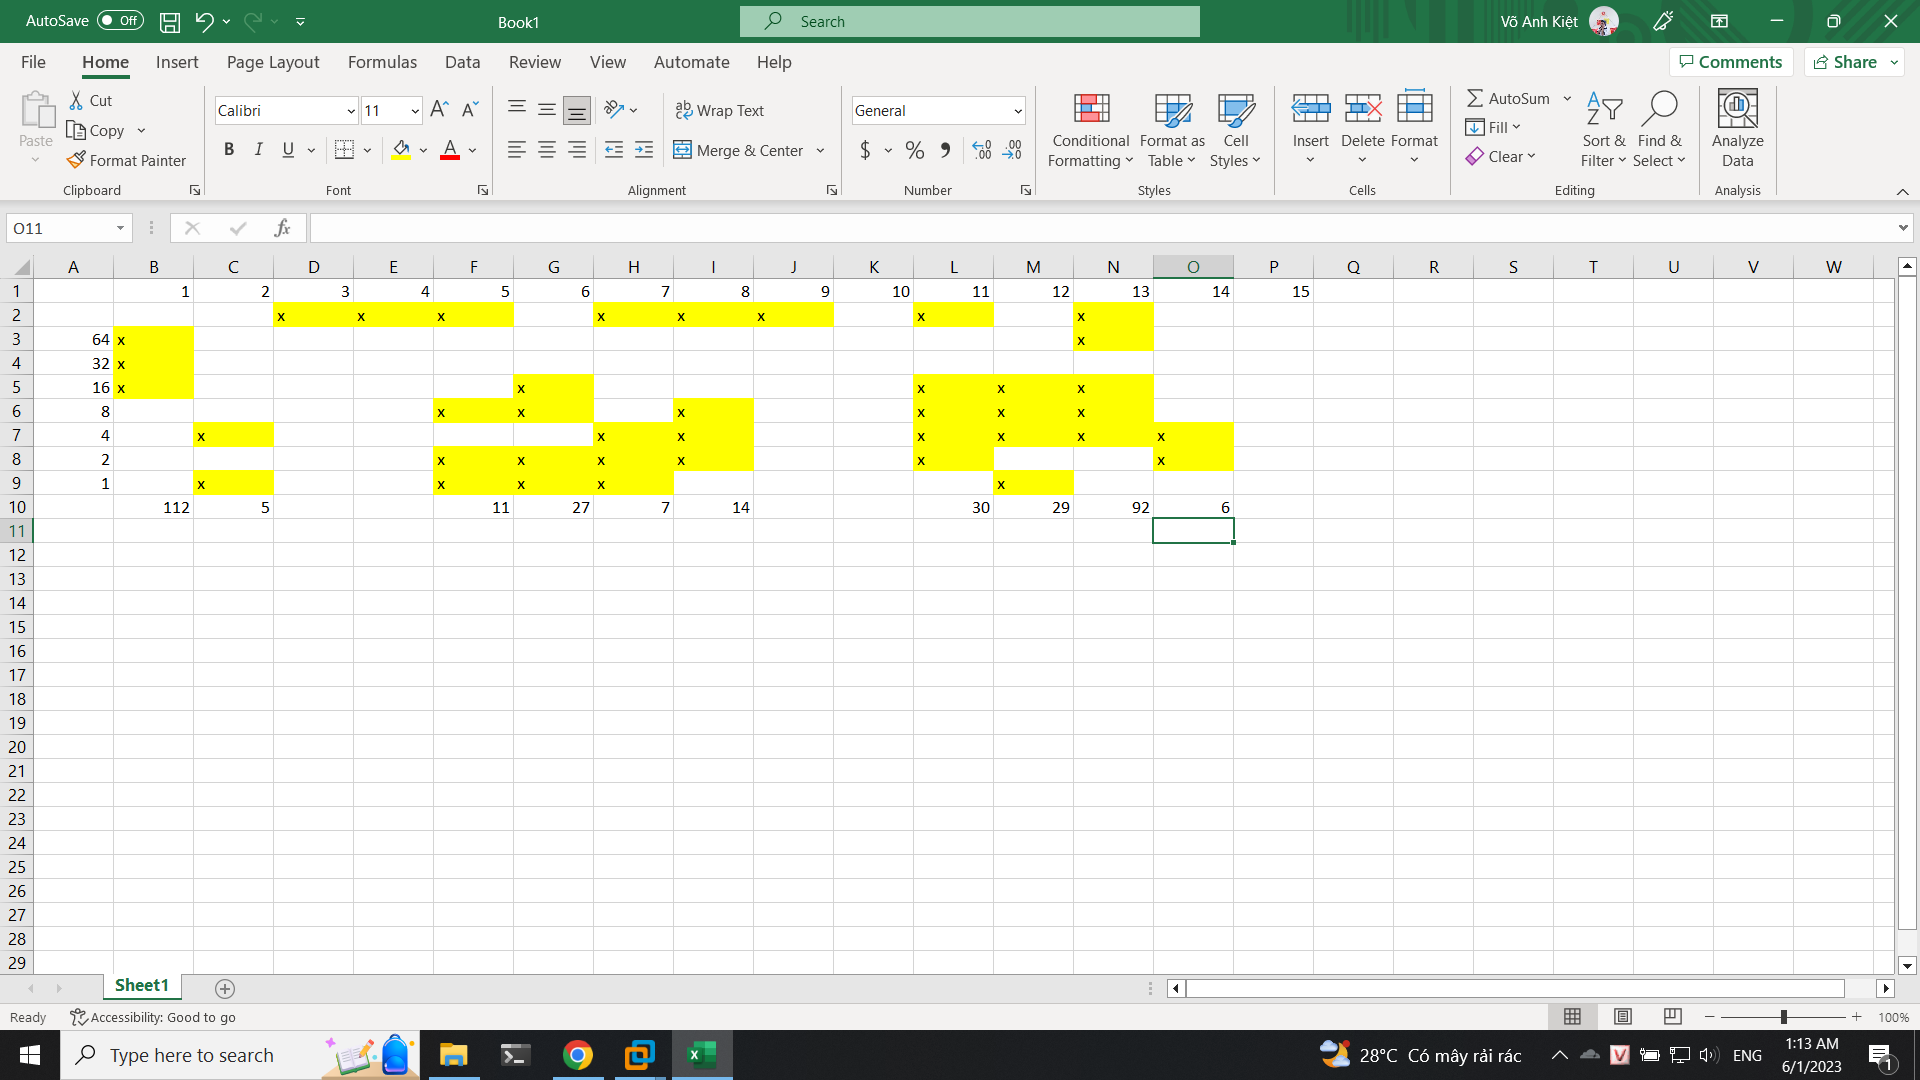 AutoSave Off Book1 Search Võ Anh Kiệt
File Home Insert Page Layout Formulas Data Review View Automate Help Comments Share
Paste Cut Copy Format Painter Clipboard
Calibri 11 A A B I U A Font
ab Wrap Text Merge & Center Alignment
General $ % 9 .00 .00 Number
Conditional Formatting Format as Table Cell Styles Styles
Insert Delete Format Cells
AutoSum Fill Clear Sort & Filter Find & Select Editing
Analyze Data Analysis
O11 fx
A B C D E F G H I J K L M N O P Q R S T U V W
1 1 2 3 4 5 6 7 8 9 10 11 12 13 14 15
2 x x x x x x x x
3 64 x x
4 32 x
5 16 x x x x x
6 8 x x x x x x
7 4 x x x x x x x
8 2 x x x x x x
9 1 x x x x x
10 112 5 11 27 7 14 30 29 92 6
11
12
13
14
15
16
17
18
19
20
21
22
23
24
25
26
27
28
29
Sheet1
Ready Accessibility: Good to go 100%
Type here to search 28°C Có mây rải rác ENG 1:13 AM 6/1/2023 1